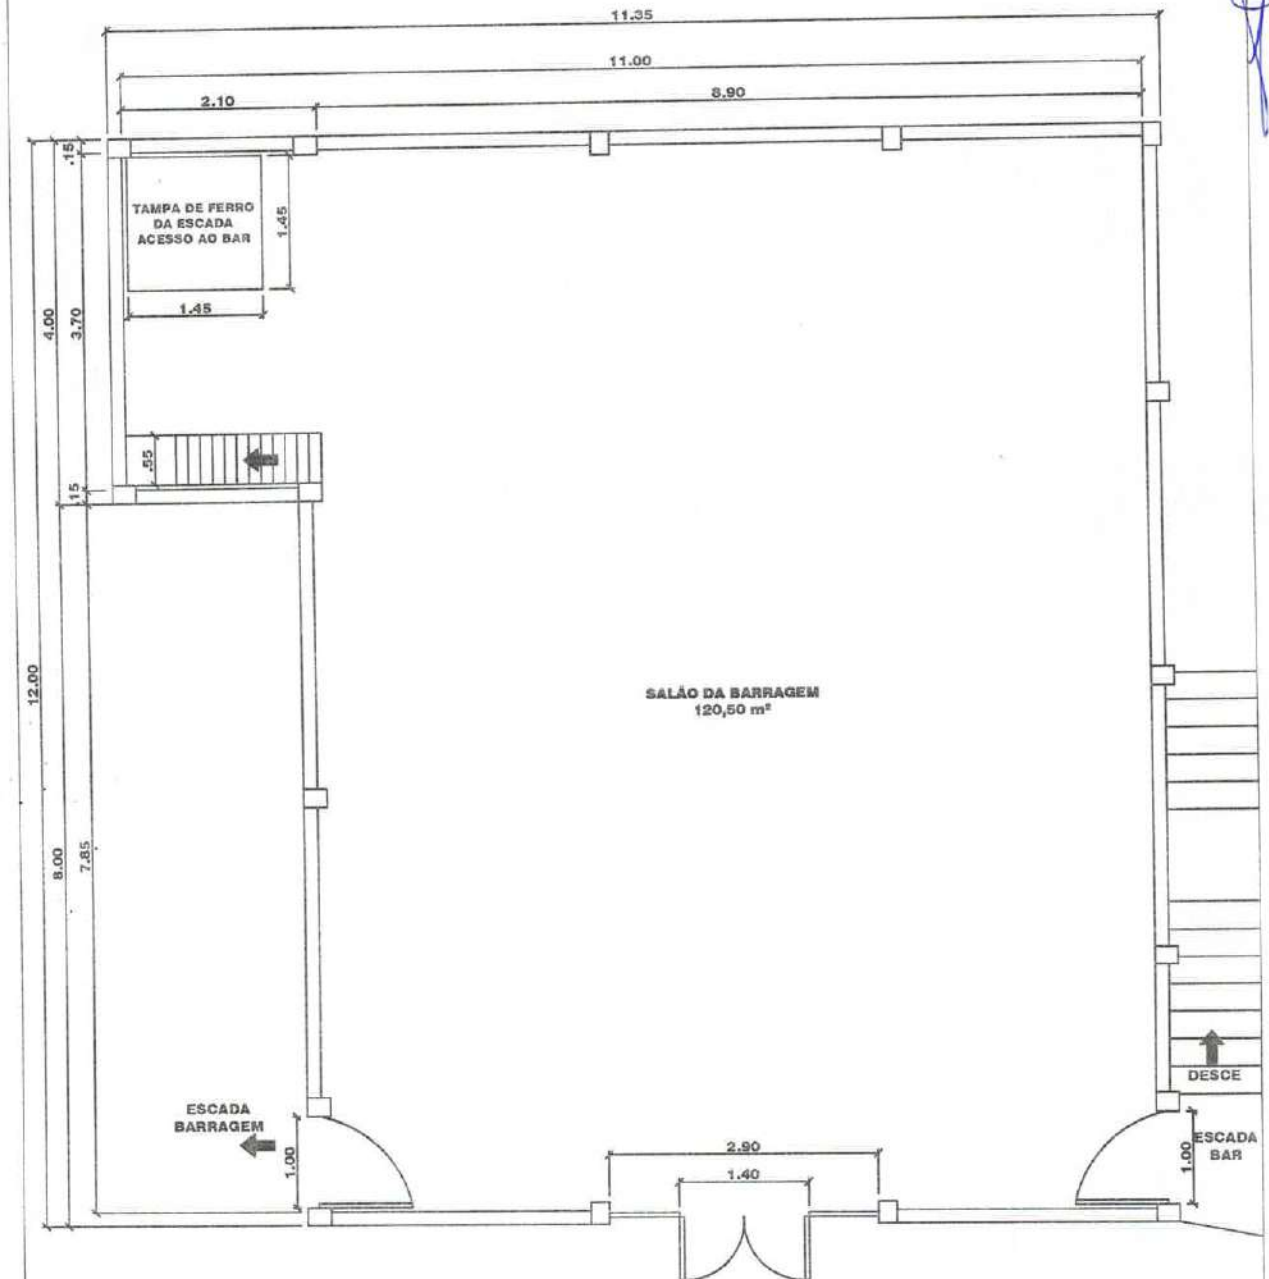 11.35
11.00
2.10
8.90
.15
TAMPA DE FERRO
DA ESCADA
ACESSO AO BAR
1.45
1.45
4.00
3.70
.55
.15
12.00
SALÃO DA BARRAGEM
120,50 m²
8.00
7.85
DESCE
ESCADA
BARRAGEM
1.00
2.90
1.40
1.00
ESCADA
BAR